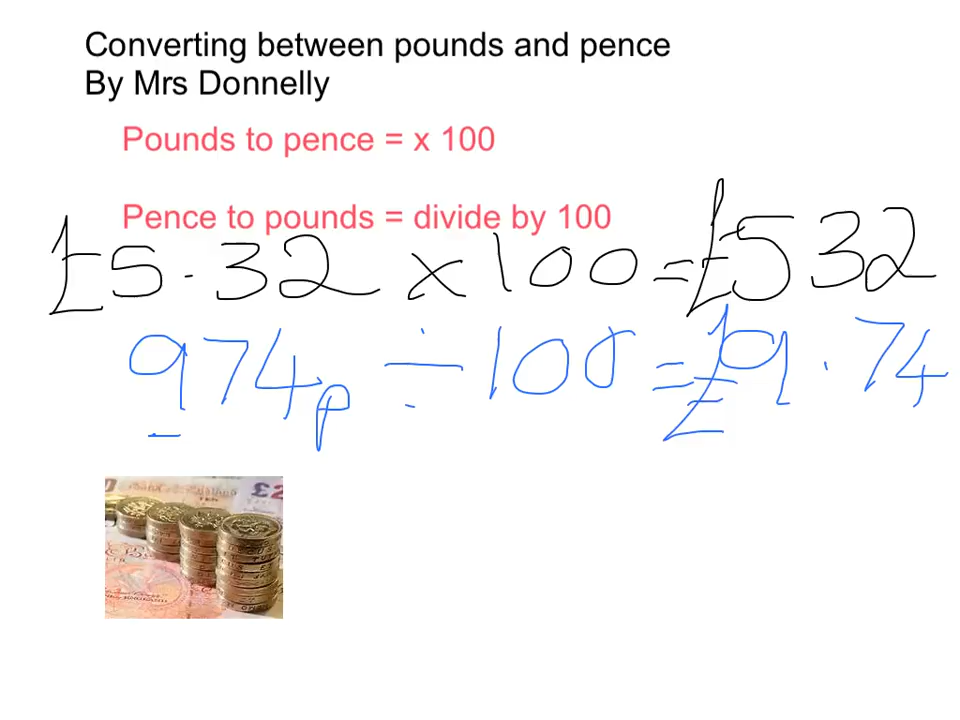 Converting between pounds and pence
By Mrs Donnelly
Pounds to pence = x 100
Pence to pounds = divide by 100
£5.32 x 100 = £532
974p ÷ 100 = £9.74
£2